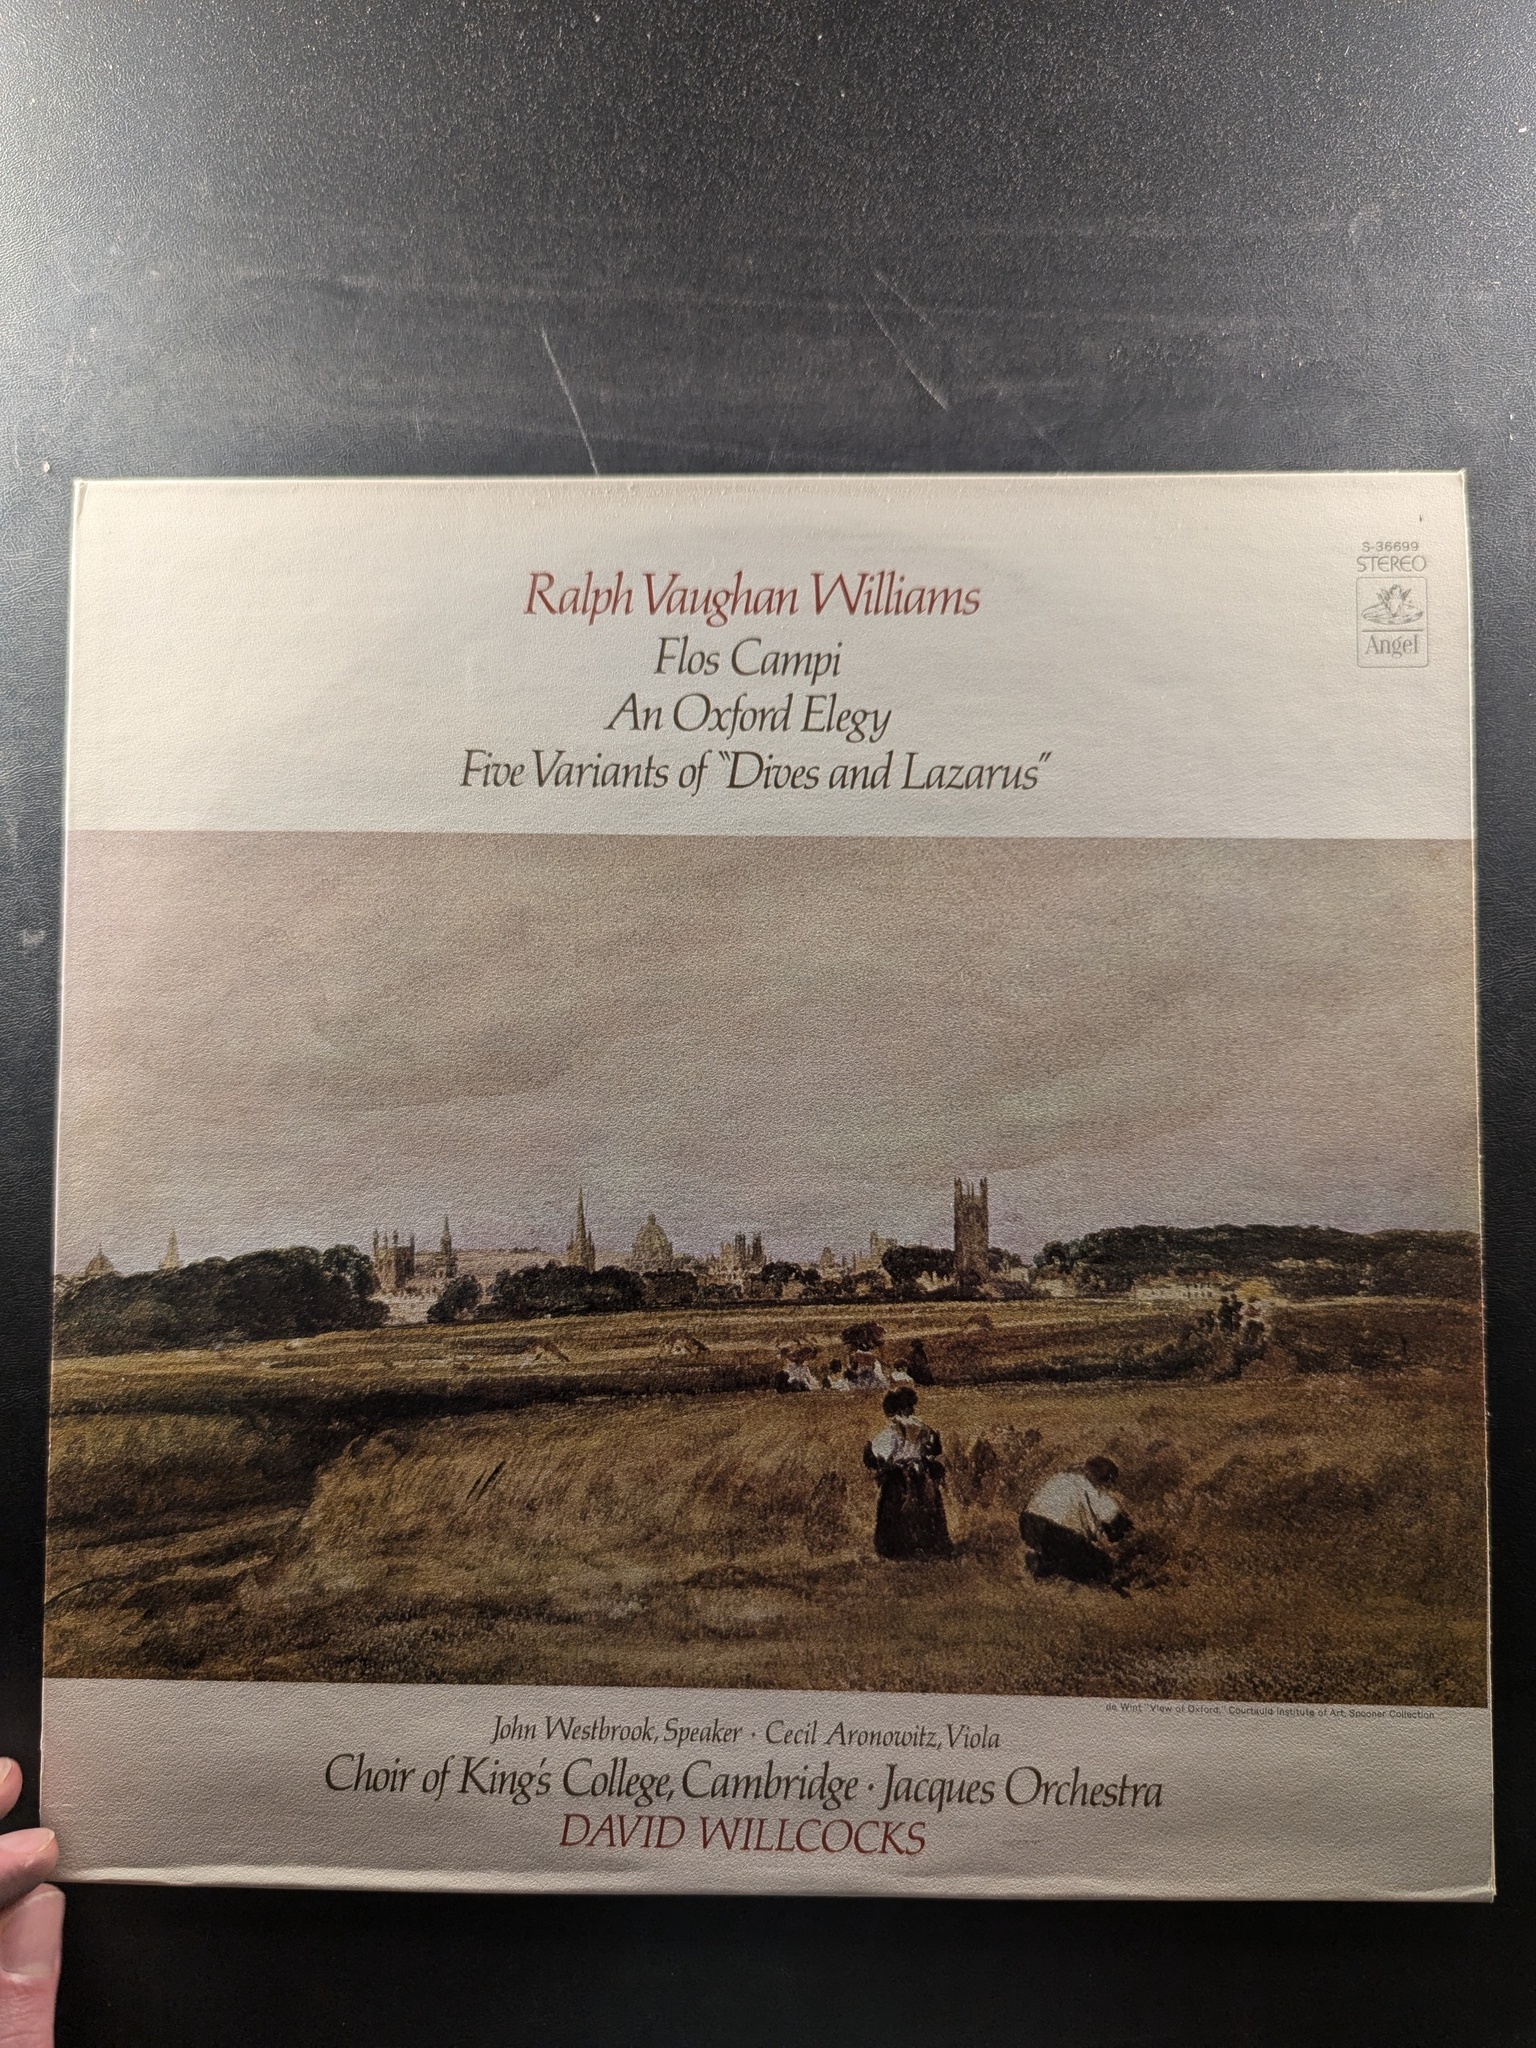 S-36699
STEREO
Angel
Ralph Vaughan Williams
Flos Campi
An Oxford Elegy
Five Variants of "Dives and Lazarus"
de Wint "View of Oxford," Courtauld Institute of Art, Spooner Collection
John Westbrook, Speaker · Cecil Aronowitz, Viola
Choir of King's College, Cambridge · Jacques Orchestra
DAVID WILLCOCKS